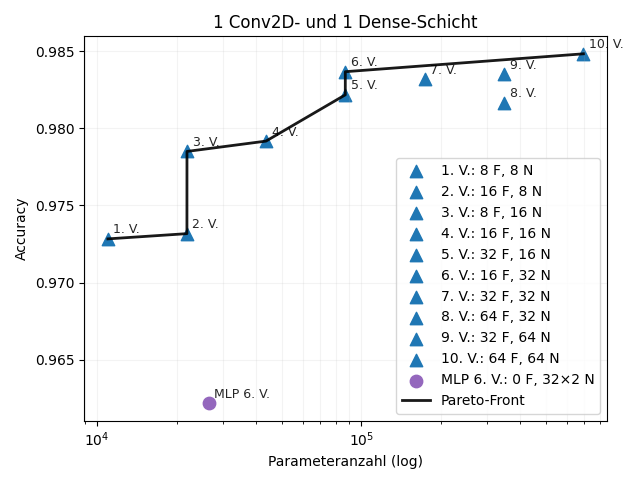 1 Conv2D- und 1 Dense-Schicht
Accuracy
0.985
0.980
0.975
0.970
0.965
10. V.
6. V.
9. V.
7. V.
5. V.
8. V.
4. V.
3. V.
1. V.
2. V.
MLP 6. V.
1. V.: 8 F, 8 N
2. V.: 16 F, 8 N
3. V.: 8 F, 16 N
4. V.: 16 F, 16 N
5. V.: 32 F, 16 N
6. V.: 16 F, 32 N
7. V.: 32 F, 32 N
8. V.: 64 F, 32 N
9. V.: 32 F, 64 N
10. V.: 64 F, 64 N
MLP 6. V.: 0 F, 32×2 N
Pareto-Front
10⁴
10⁵
Parameteranzahl (log)